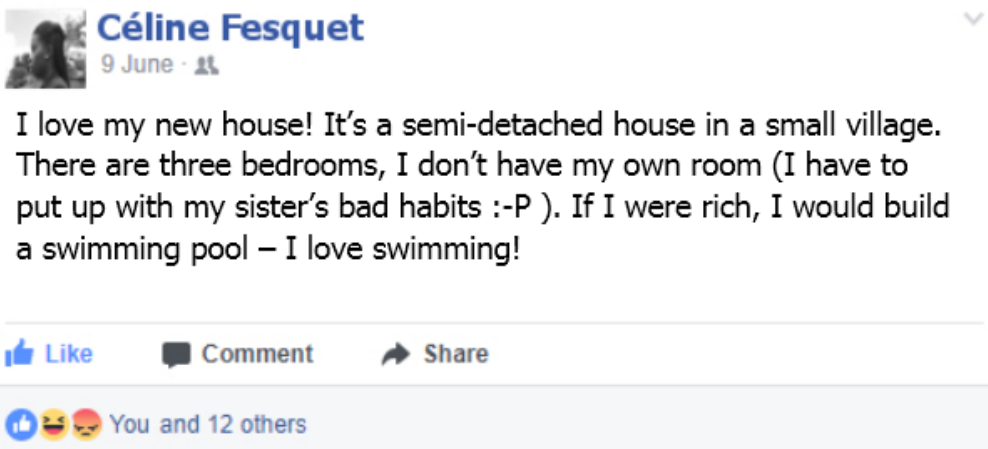 Céline Fesquet
9 June ·
I love my new house! It's a semi-detached house in a small village.
There are three bedrooms, I don't have my own room (I have to
put up with my sister's bad habits :-P ). If I were rich, I would build
a swimming pool – I love swimming!
Like Comment Share
You and 12 others